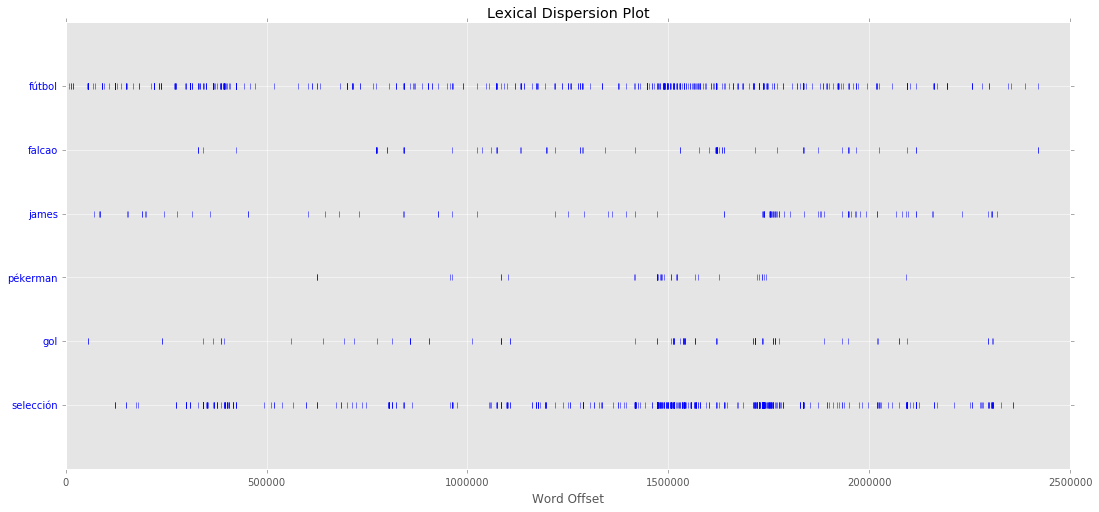 Lexical Dispersion Plot
fútbol
falcao
james
pékerman
gol
selección
0 500000 1000000 1500000 2000000 2500000
Word Offset